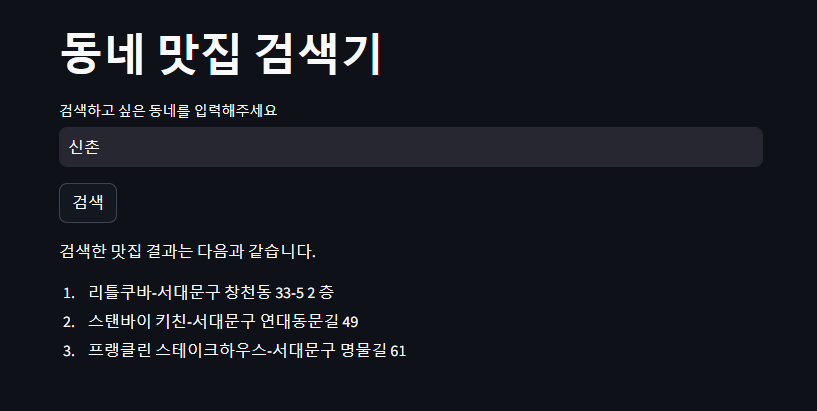 동네 맛집 검색기
검색하고 싶은 동네를 입력해주세요
신촌
검색
검색한 맛집 결과는 다음과 같습니다.
1. 리틀쿠바-서대문구 창천동 33-5 2 층
2. 스탠바이 키친-서대문구 연대동문길 49
3. 프랭클린 스테이크하우스-서대문구 명물길 61